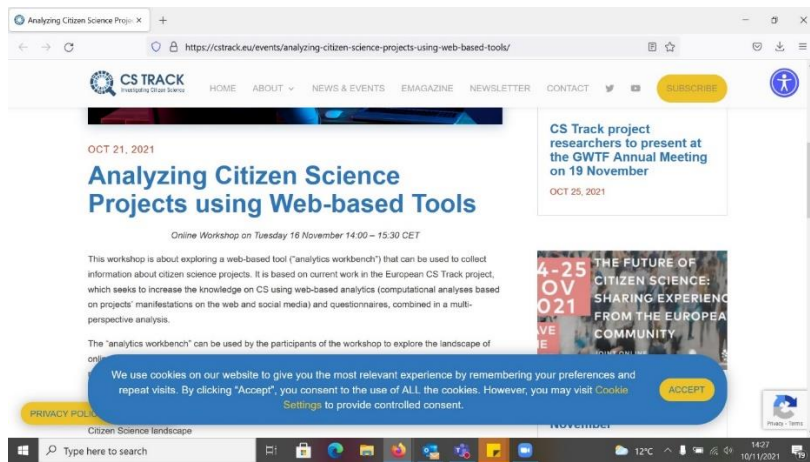 Analyzing Citizen Science Projec
https://cstrack.eu/events/analyzing-citizen-science-projects-using-web-based-tools/
CS TRACK
Investigating Citizen Science
HOME ABOUT NEWS & EVENTS EMAGAZINE NEWSLETTER CONTACT SUBSCRIBE
OCT 21, 2021
Analyzing Citizen Science
Projects using Web-based Tools
Online Workshop on Tuesday 16 November 14:00 – 15:30 CET
This workshop is about exploring a web-based tool ("analytics workbench") that can be used to collect
information about citizen science projects. It is based on current work in the European CS Track project,
which seeks to increase the knowledge on CS using web-based analytics (computational analyses based
on projects' manifestations on the web and social media) and questionnaires, combined in a multi-
perspective analysis.
The "analytics workbench" can be used by the participants of the workshop to explore the landscape of
Citizen Science landscape
CS Track project
researchers to present at
the GWTF Annual Meeting
on 19 November
OCT 25, 2021
4-25
OV
021
THE FUTURE OF
CITIZEN SCIENCE:
SHARING EXPERIENC
FROM THE EUROPEA
COMMUNITY
November
We use cookies on our website to give you the most relevant experience by remembering your preferences and
repeat visits. By clicking "Accept", you consent to the use of ALL the cookies. However, you may visit Cookie
Settings to provide controlled consent.
ACCEPT
PRIVACY POLIC
Privacy - Terms
Type here to search
12°C
14:27
10/11/2021